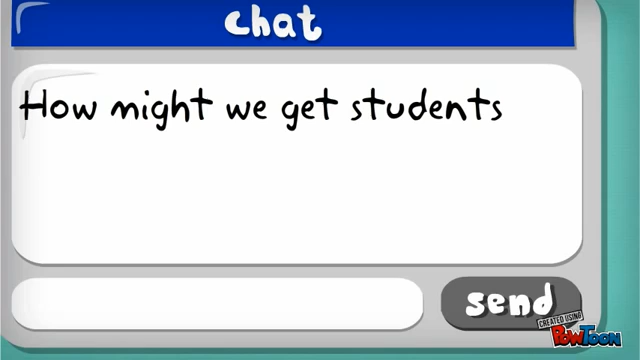 chat
How might we get students
send
CREATED USING
PowToon